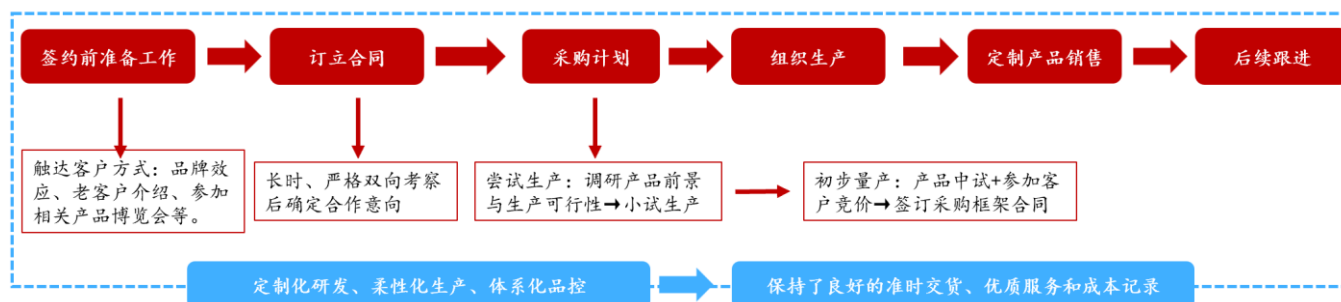 签约前准备工作
订立合同
采购计划
组织生产
定制产品销售
后续跟进
触达客户方式：品牌效
应、老客户介绍、参加
相关产品博览会等。
长时、严格双向考察
后确定合作意向
尝试生产：调研产品前景
与生产可行性→小试生产
初步量产：产品中试+参加客
户竞价→签订采购框架合同
定制化研发、柔性化生产、体系化品控
保持了良好的准时交货、优质服务和成本记录